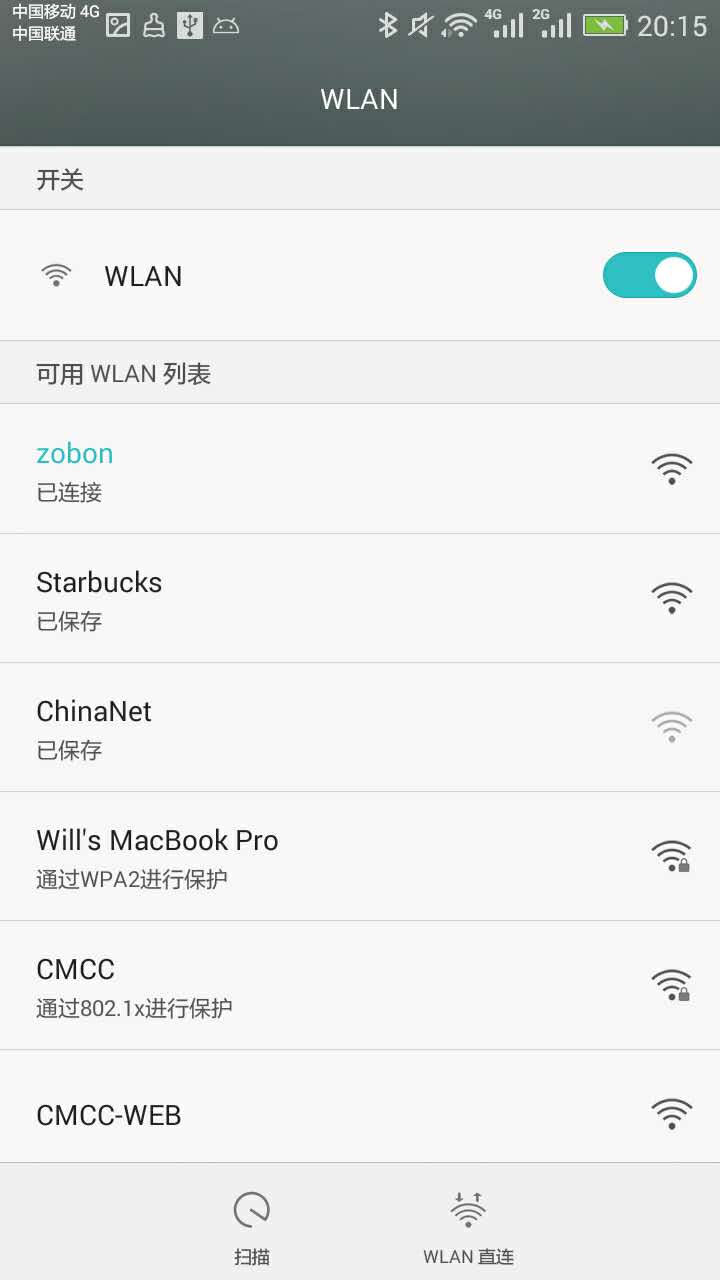 中国移动 4G
中国联通
4G 2G 20:15
WLAN
开关
WLAN
可用 WLAN 列表
zobon
已连接
Starbucks
已保存
ChinaNet
已保存
Will's MacBook Pro
通过WPA2进行保护
CMCC
通过802.1x进行保护
CMCC-WEB
扫描
WLAN 直连